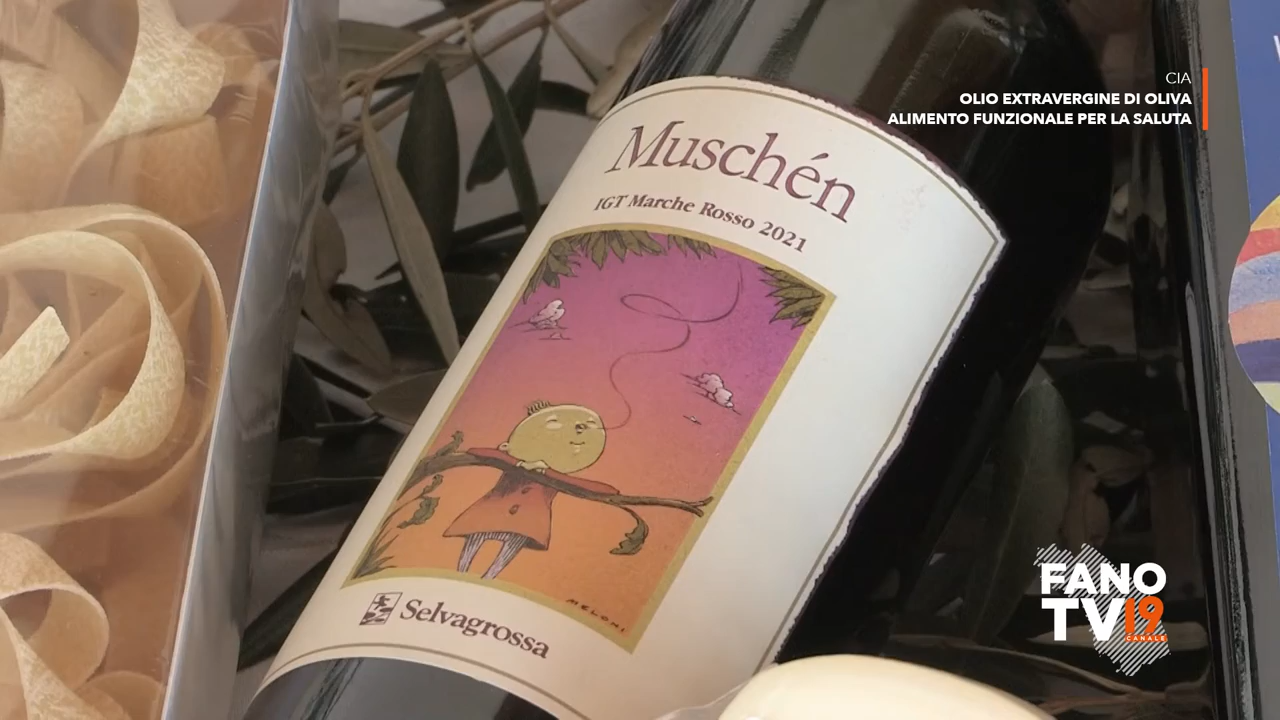 CIA
OLIO EXTRAVERGINE DI OLIVA
ALIMENTO FUNZIONALE PER LA SALUTA
Muschén
IGT Marche Rosso 2021
MELONI
Selvagrossa
FANO
TV19
CANALE